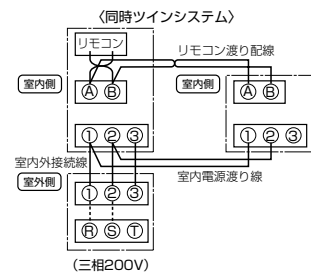 〈同時ツインシステム〉
リモコン
リモコン渡り配線
室内側
Ⓐ Ⓑ
室内側
Ⓐ Ⓑ
① ② ③
① ② ③
室内外接続線
室内電源渡り線
室外側
① ② ③
Ⓡ Ⓢ Ⓣ
(三相200V)